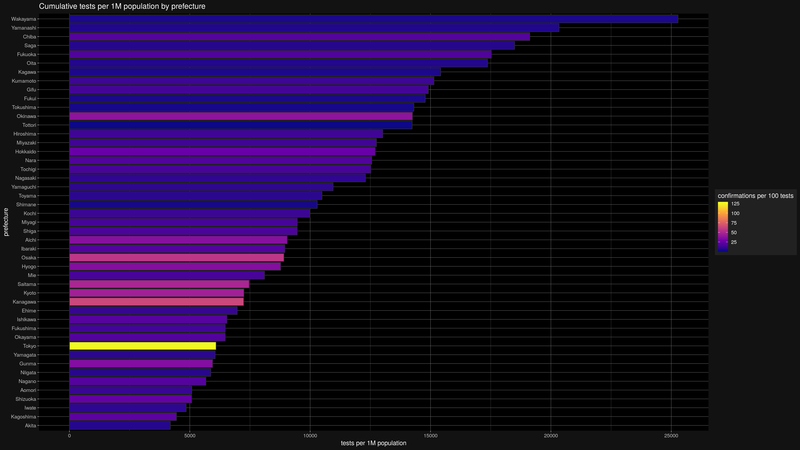 Cumulative tests per 1M population by prefecture
Wakayama
Yamanashi
Chiba
Saga
Fukuoka
Oita
Kagawa
Kumamoto
Gifu
Fukui
Tokushima
Okinawa
Tottori
Hiroshima
Miyazaki
Hokkaido
Nara
Tochigi
Nagasaki
Yamaguchi
Toyama
Shimane
Kochi
Miyagi
Shiga
Aichi
Ibaraki
Osaka
Hyogo
Mie
Saitama
Kyoto
Kanagawa
Ehime
Ishikawa
Fukushima
Okayama
Tokyo
Yamagata
Gunma
Niigata
Nagano
Aomori
Shizuoka
Iwate
Kagoshima
Akita
prefecture
0 5000 10000 15000 20000 25000
tests per 1M population
confirmations per 100 tests
125
100
75
50
25